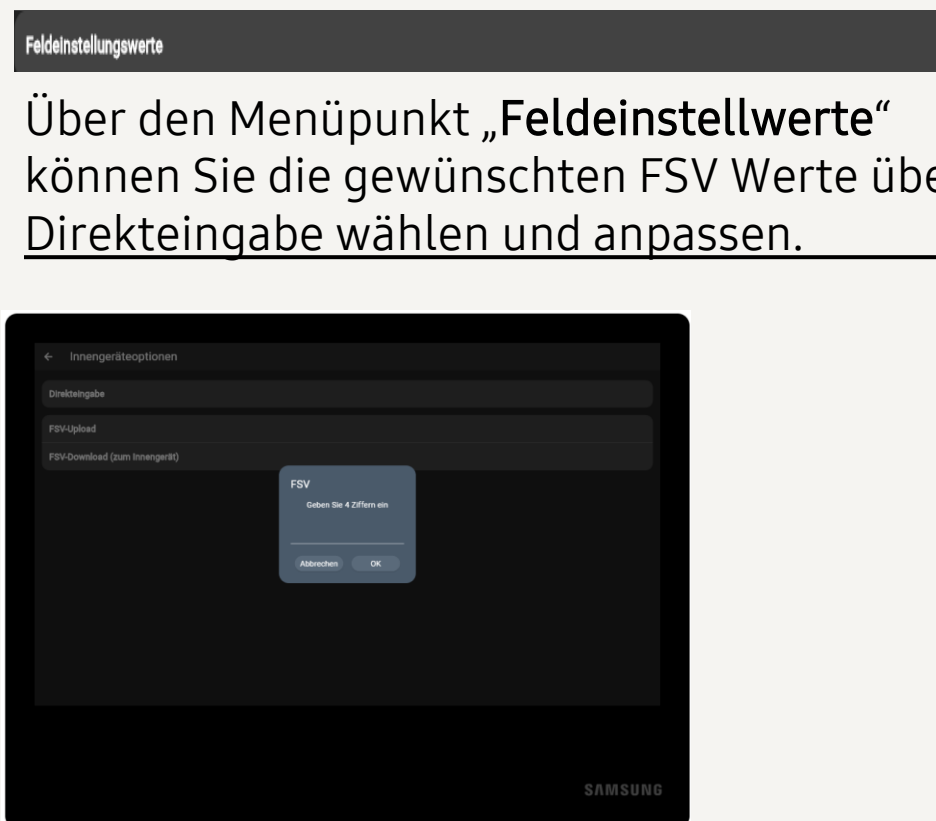 Feldeinstellungswerte
Über den Menüpunkt „Feldeinstellwerte“
können Sie die gewünschten FSV Werte übe
Direkteingabe wählen und anpassen.
← Innengeräteoptionen
Direkteingabe
FSV-Upload
FSV-Download (zum Innengerät)
FSV
Geben Sie 4 Ziffern ein
Abbrechen OK
SAMSUNG